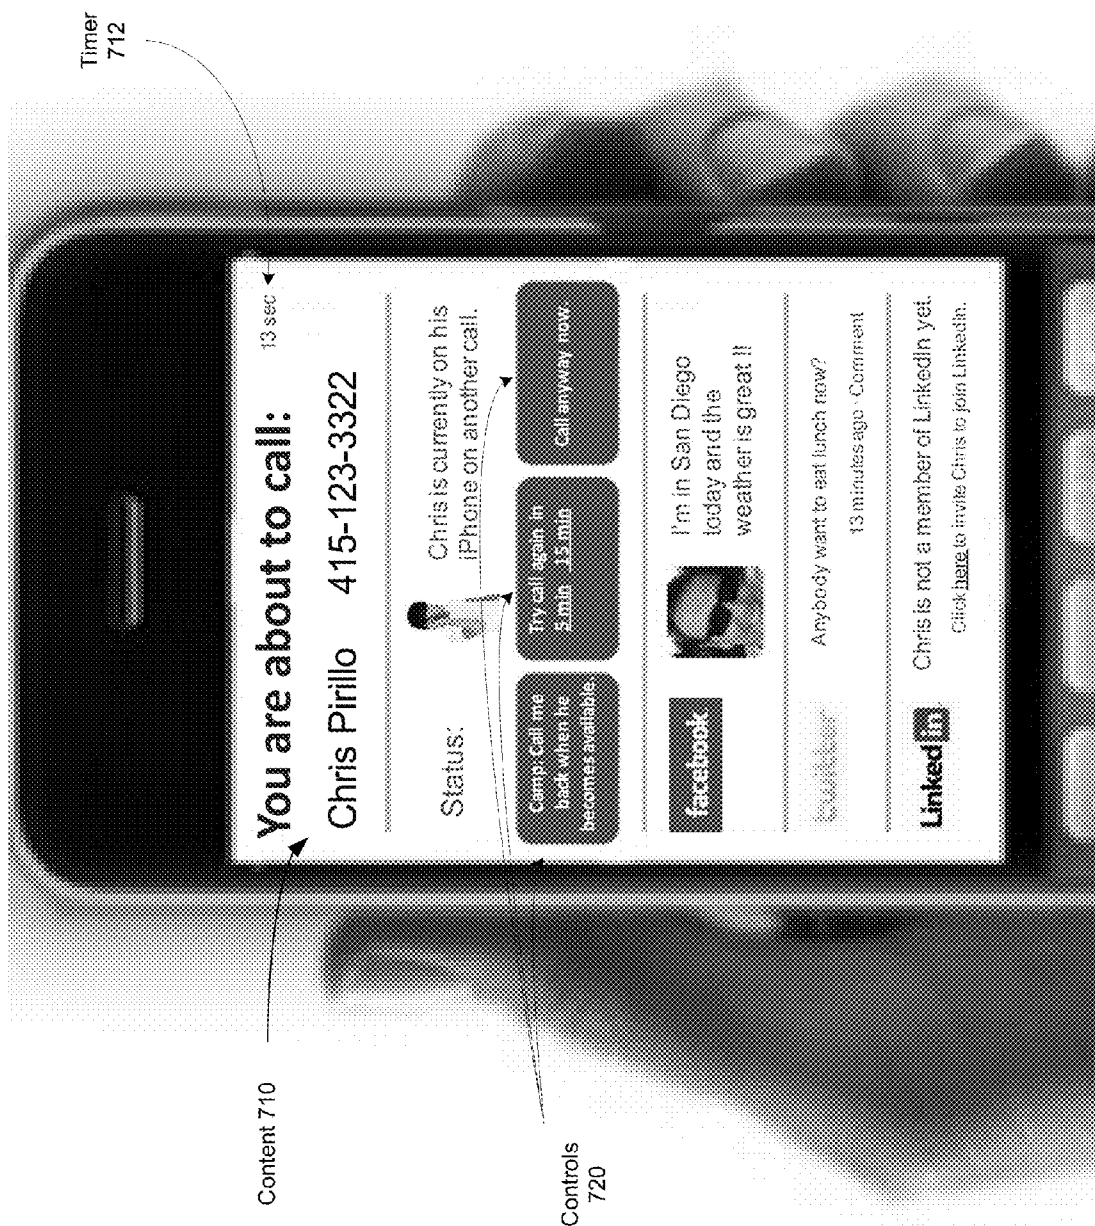 Timer
712
You are about to call:
13 sec
Chris Pirillo 415-123-3322
Status:
Chris is currently on his
iPhone on another call.
Camp: Call me
back when he
becomes available.
Try call again in
5 min 15 min
Call anyway now.
facebook
I'm in San Diego
today and the
weather is great !!
twitter
Anybody want to eat lunch now?
13 minutes ago · Comment
Linked in
Chris is not a member of LinkedIn yet.
Click here to invite Chris to join LinkedIn.
Content 710
Controls
720